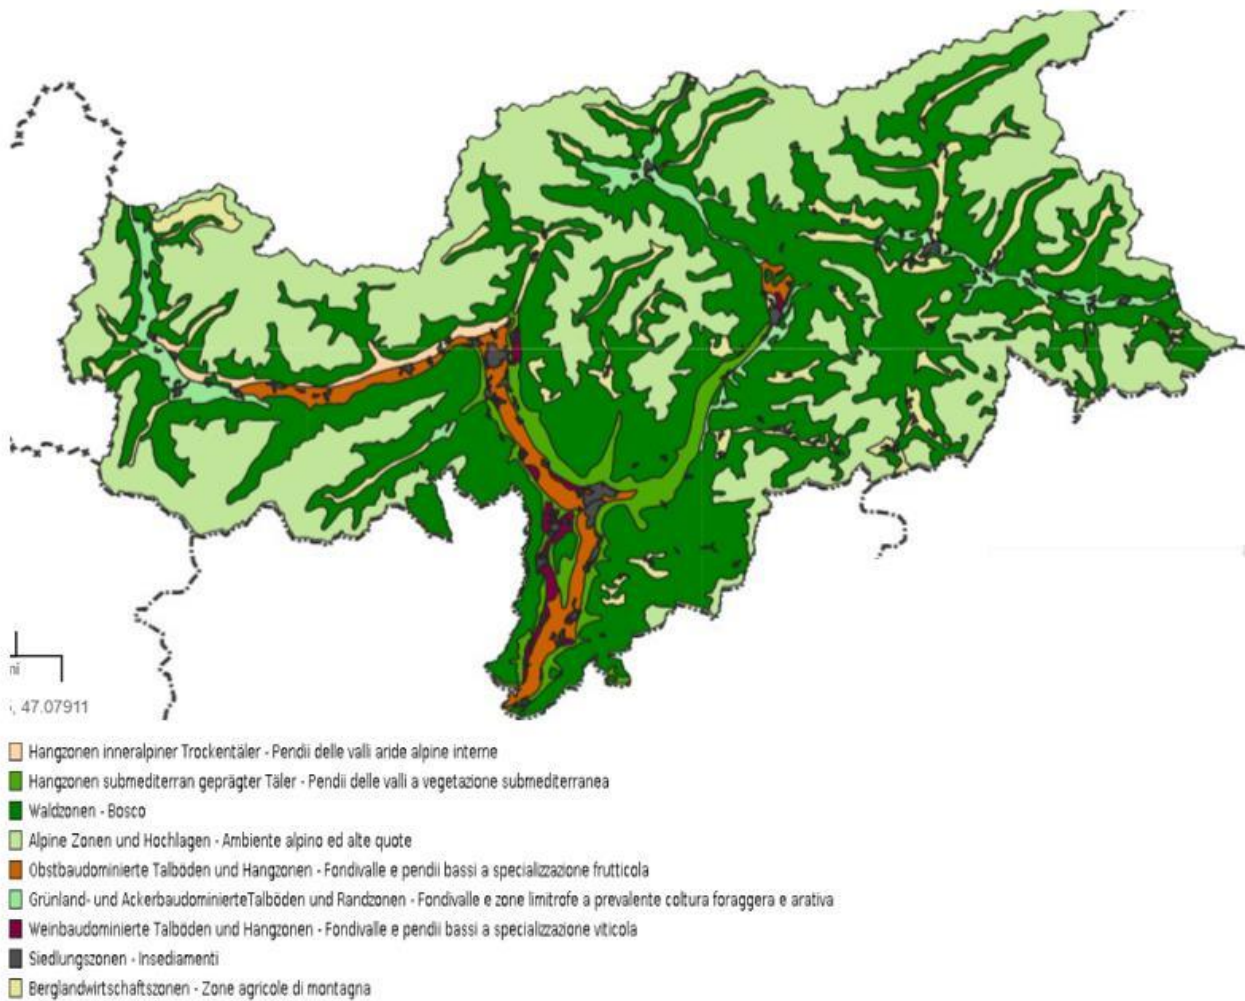 ni
, 47.07911
Hangzonen inneralpiner Trockentäler - Pendii delle valli aride alpine interne
Hangzonen submediterran geprägter Täler - Pendii delle valli a vegetazione submediterranea
Waldzonen - Bosco
Alpine Zonen und Hochlagen - Ambiente alpino ed alte quote
Obstbaudominierte Talböden und Hangzonen - Fondivalle e pendii bassi a specializzazione frutticola
Grünland- und AckerbaudominierteTalböden und Randzonen - Fondivalle e zone limitrofe a prevalente coltura foraggera e arativa
Weinbaudominierte Talböden und Hangzonen - Fondivalle e pendii bassi a specializzazione viticola
Siedlungszonen - Insediamenti
Berglandwirtschaftszonen - Zone agricole di montagna